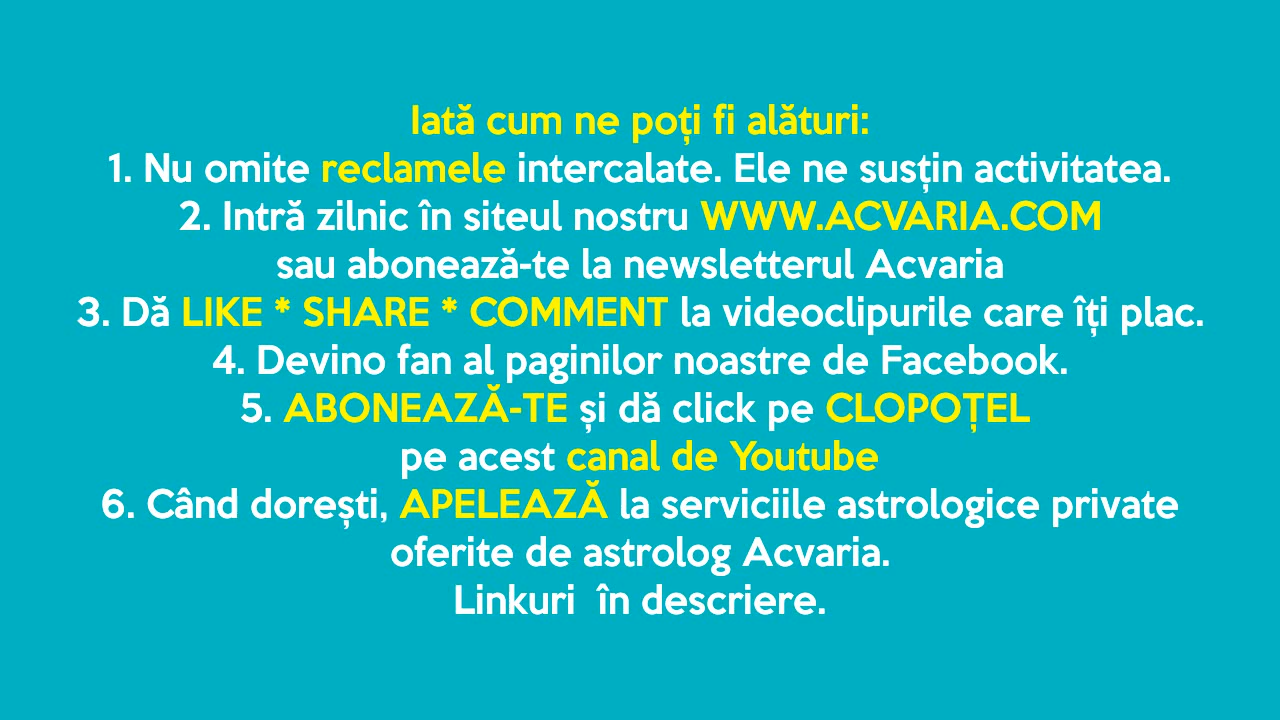 Iată cum ne poți fi alături:
1. Nu omite reclamele intercalate. Ele ne susțin activitatea.
2. Intră zilnic în siteul nostru WWW.ACVARIA.COM
sau abonează-te la newsletterul Acvaria
3. Dă LIKE * SHARE * COMMENT la videoclipurile care îți plac.
4. Devino fan al paginilor noastre de Facebook.
5. ABONEAZĂ-TE și dă click pe CLOPOȚEL
pe acest canal de Youtube
6. Când dorești, APELEAZĂ la serviciile astrologice private
oferite de astrolog Acvaria.
Linkuri  în descriere.